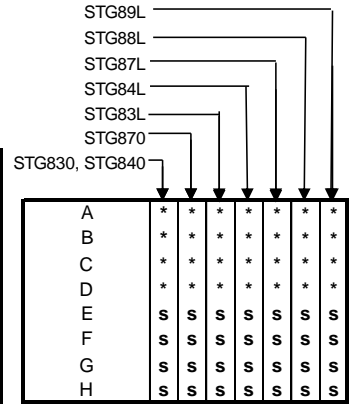 STG89L
STG88L
STG87L
STG84L
STG83L
STG870
STG830, STG840
A * * * * * * *
B * * * * * * *
C * * * * * * *
D * * * * * * *
E s s s s s s s
F s s s s s s s
G s s s s s s s
H s s s s s s s